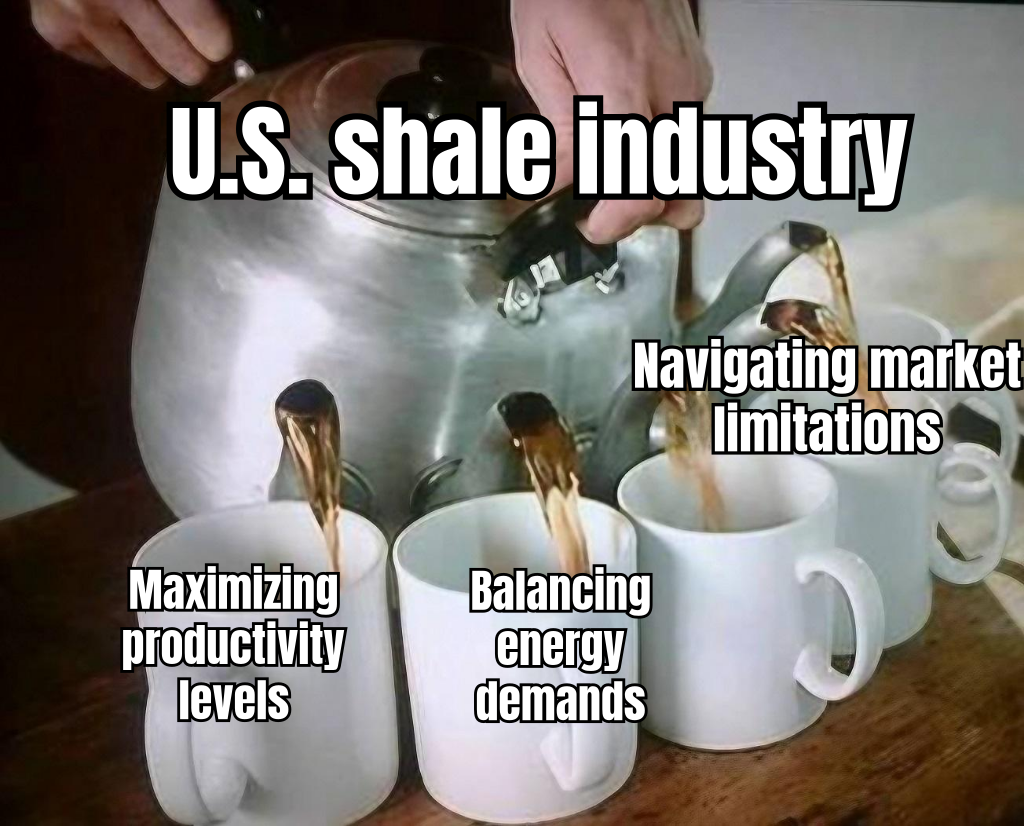 U.S. shale industry
Navigating market
limitations
Maximizing
productivity
levels
Balancing
energy
demands